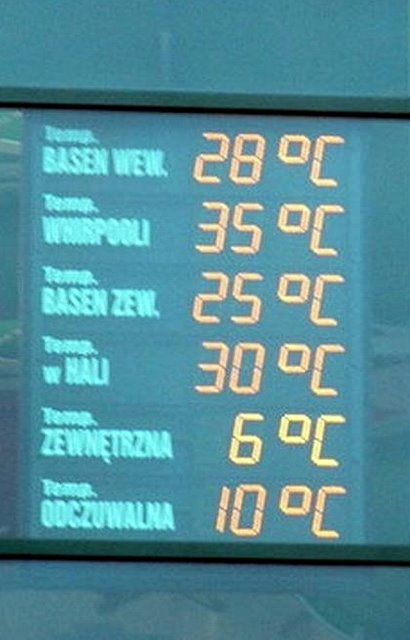 Temp.
BASEN WEW. 28 °C
Temp.
WHIRPOOLI 35 °C
Temp.
BASEN ZEW. 25 °C
Temp.
w HALI 30 °C
Temp.
ZEWNĘTRZNA 6 °C
Temp.
ODCZUWALNA 10 °C